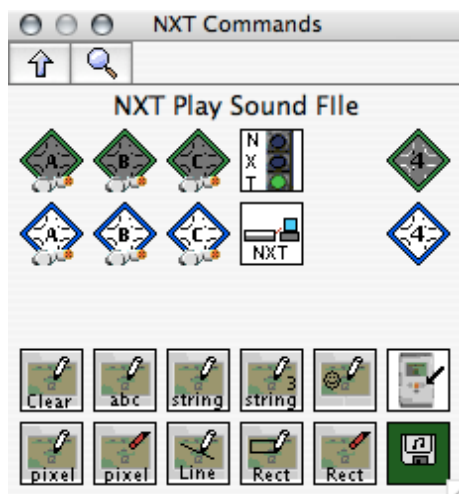 NXT Commands
NXT Play Sound FIle
A B C N X T 4
A B C NXT 4
Clear abc string string 3
pixel pixel Line Rect Rect